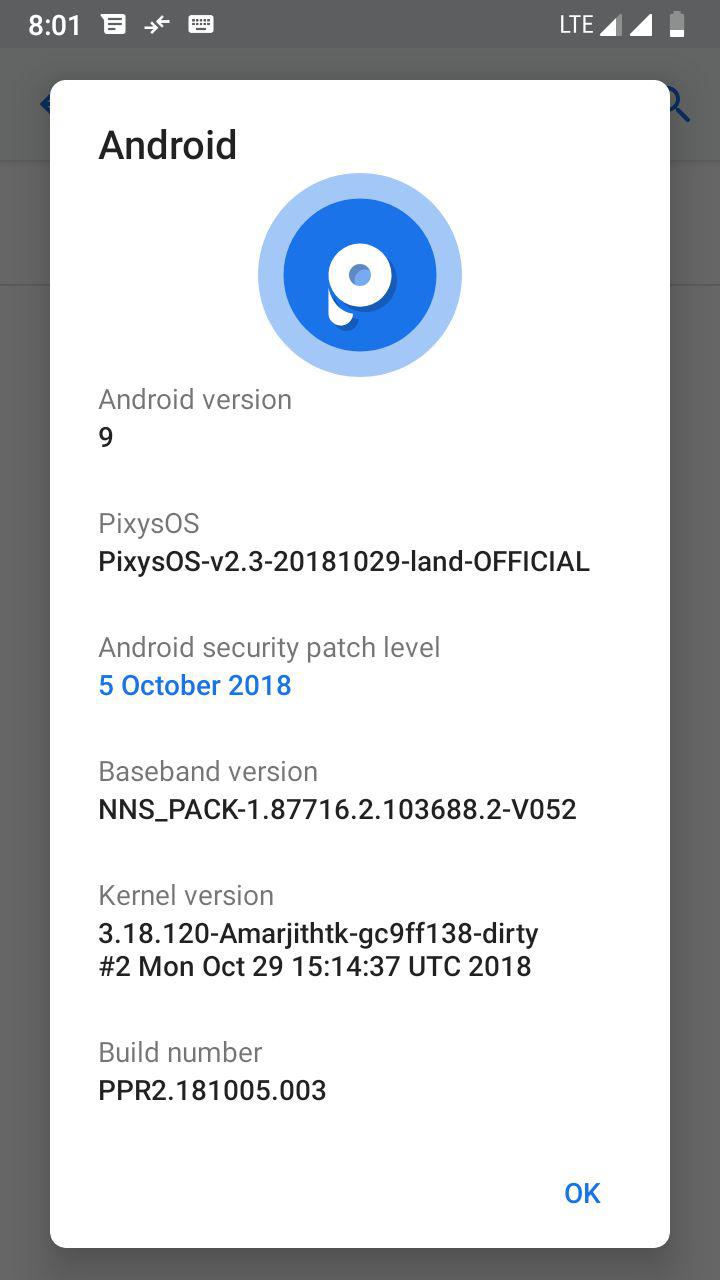 8:01
LTE
Android
Android version
9
PixysOS
PixysOS-v2.3-20181029-land-OFFICIAL
Android security patch level
5 October 2018
Baseband version
NNS_PACK-1.87716.2.103688.2-V052
Kernel version
3.18.120-Amarjithtk-gc9ff138-dirty
#2 Mon Oct 29 15:14:37 UTC 2018
Build number
PPR2.181005.003
OK